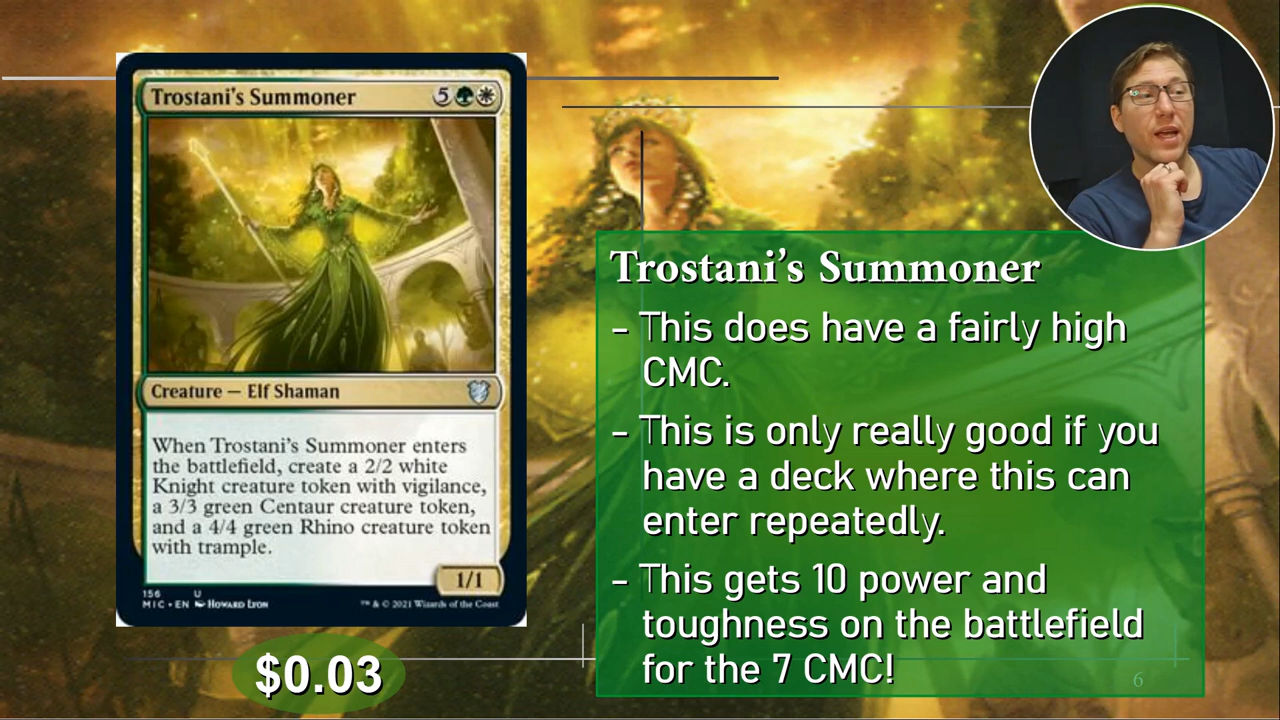 Trostani's Summoner 5
Creature — Elf Shaman
When Trostani's Summoner enters
the battlefield, create a 2/2 white
Knight creature token with vigilance,
a 3/3 green Centaur creature token,
and a 4/4 green Rhino creature token
with trample.
1/1
156 U
MIC • EN Howard Lyon ™ & © 2021 Wizards of the Coast
$0.03
Trostani's Summoner
- This does have a fairly high
CMC.
- This is only really good if you
have a deck where this can
enter repeatedly.
- This gets 10 power and
toughness on the battlefield
for the 7 CMC!
6